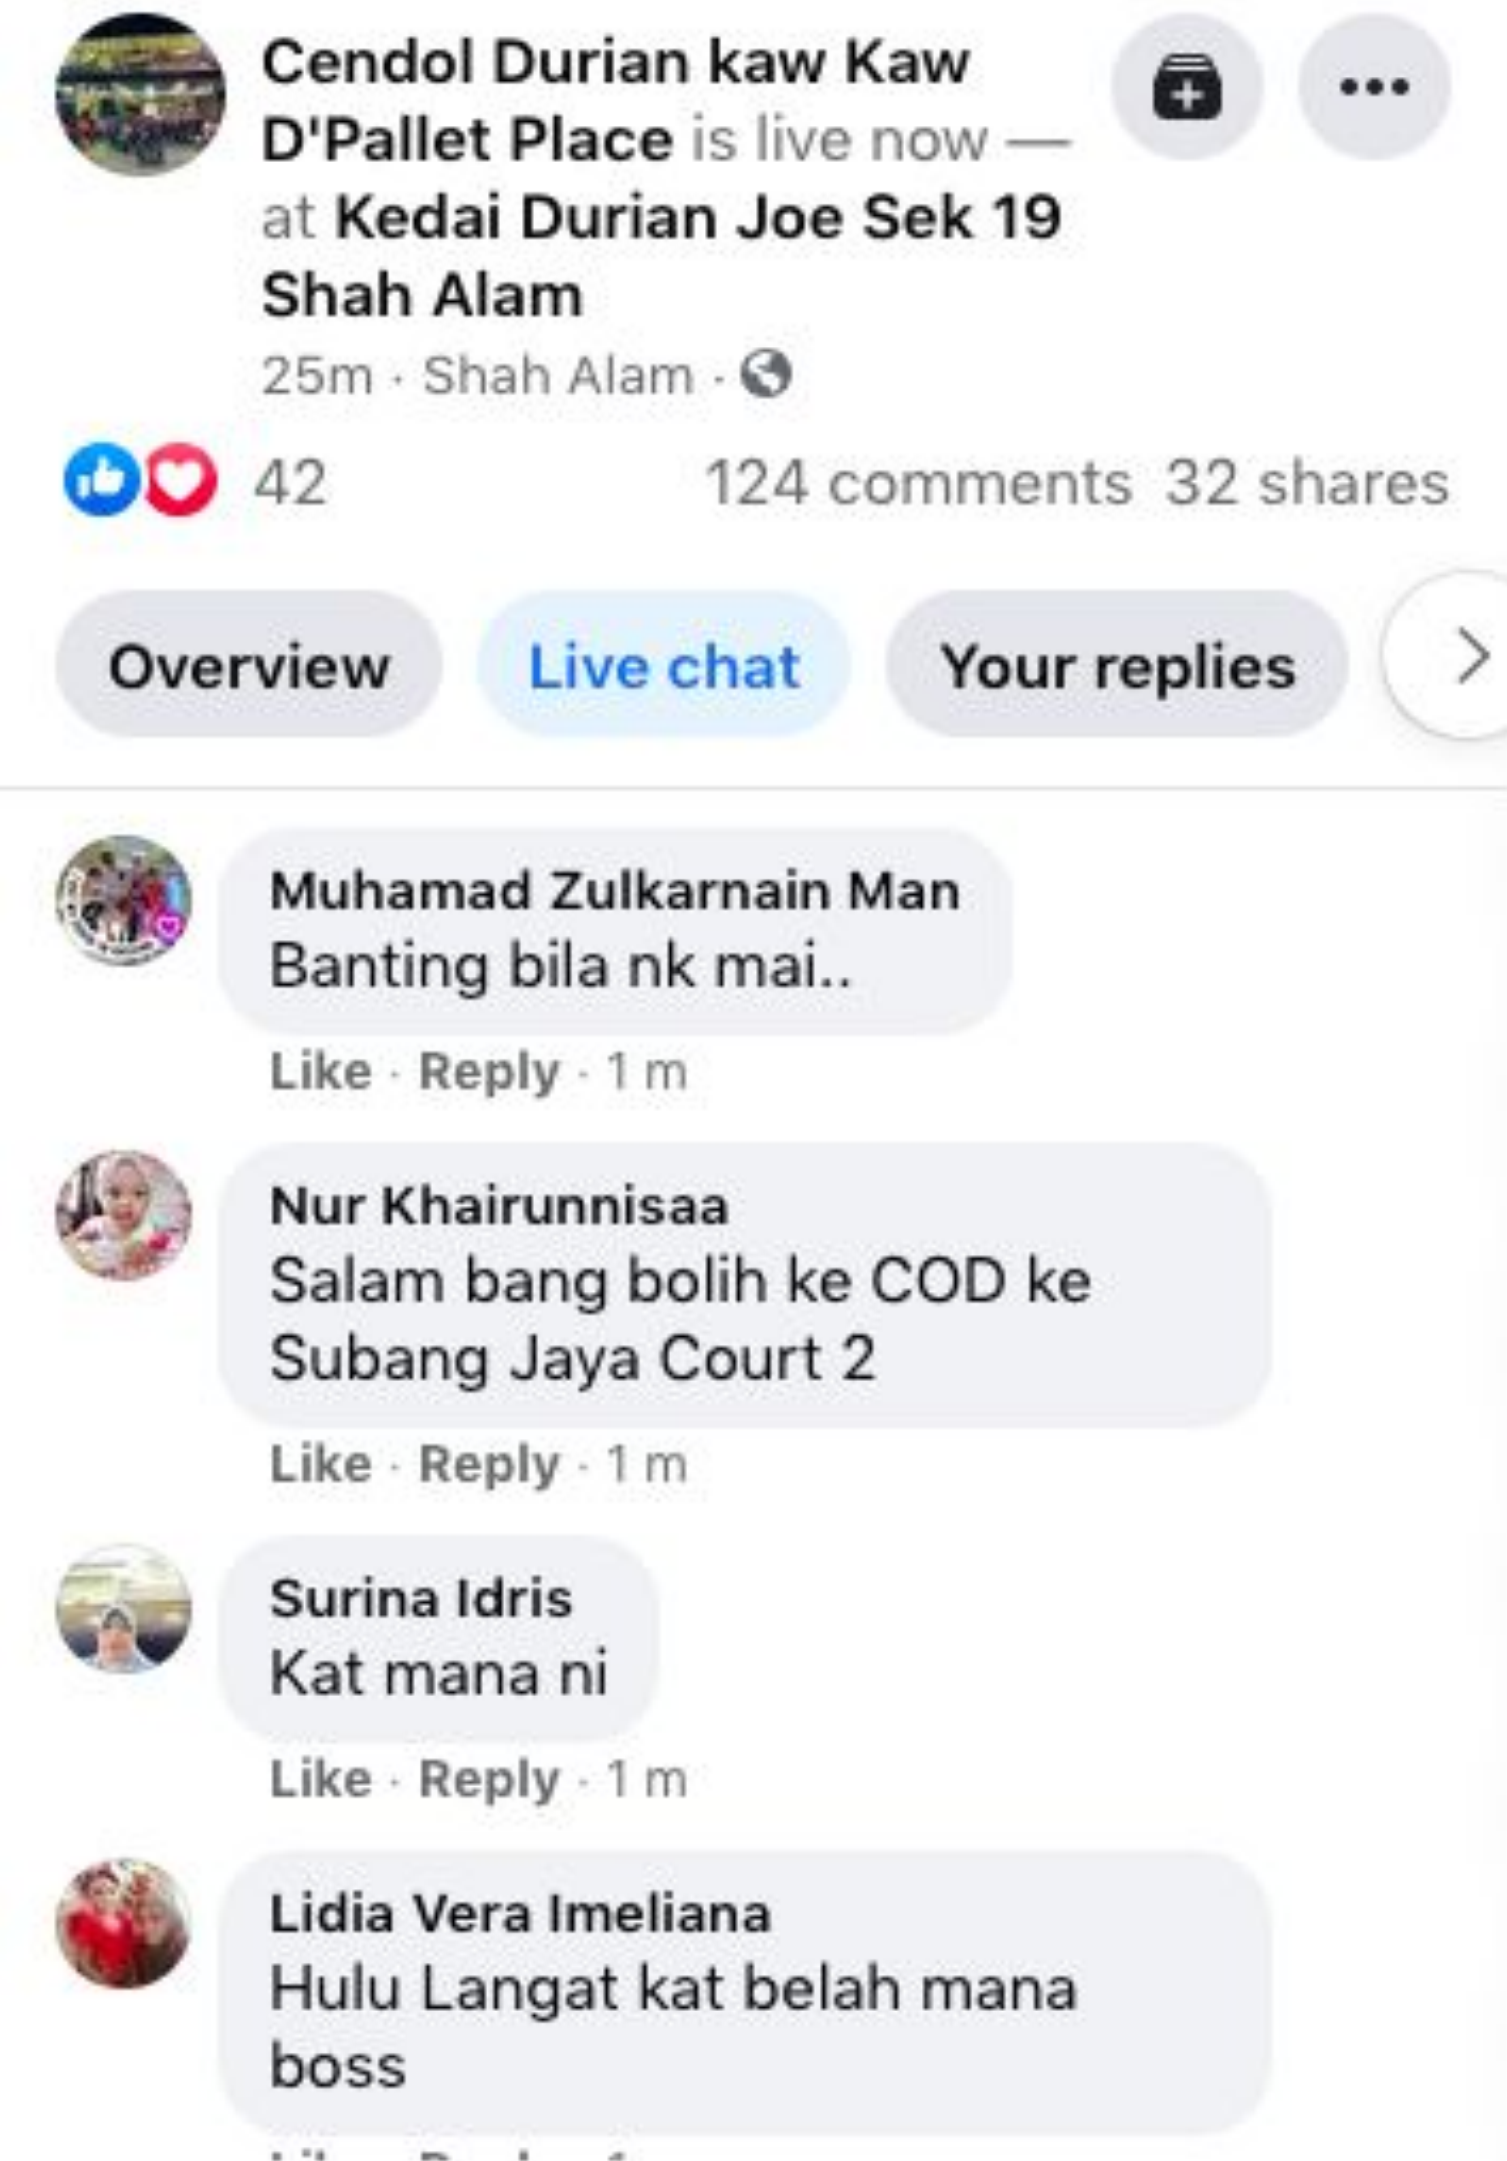 Cendol Durian kaw Kaw
D'Pallet Place is live now —
at Kedai Durian Joe Sek 19
Shah Alam
25m · Shah Alam ·
42 124 comments 32 shares
Overview Live chat Your replies
Muhamad Zulkarnain Man
Banting bila nk mai..
Like · Reply · 1 m
Nur Khairunnisaa
Salam bang bolih ke COD ke
Subang Jaya Court 2
Like · Reply · 1 m
Surina Idris
Kat mana ni
Like · Reply · 1 m
Lidia Vera Imeliana
Hulu Langat kat belah mana
boss